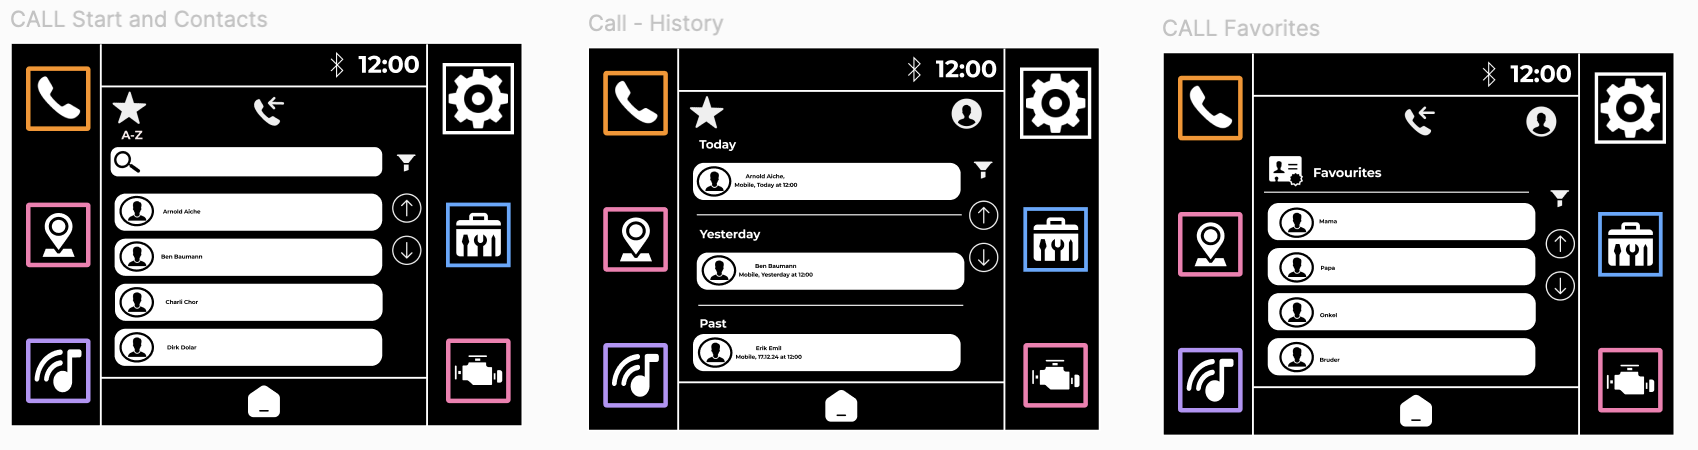 CALL Start and Contacts
12:00
A-Z
Arnold Aiche
Ben Baumann
Charli Chor
Dirk Dolar
Call - History
12:00
Today
Arnold Aiche,
Mobile, Today at 12:00
Yesterday
Ben Baumann
Mobile, Yesterday at 12:00
Past
Erik Emil
Mobile, 17.12.24 at 12:00
CALL Favorites
12:00
Favourites
Mama
Papa
Onkel
Bruder